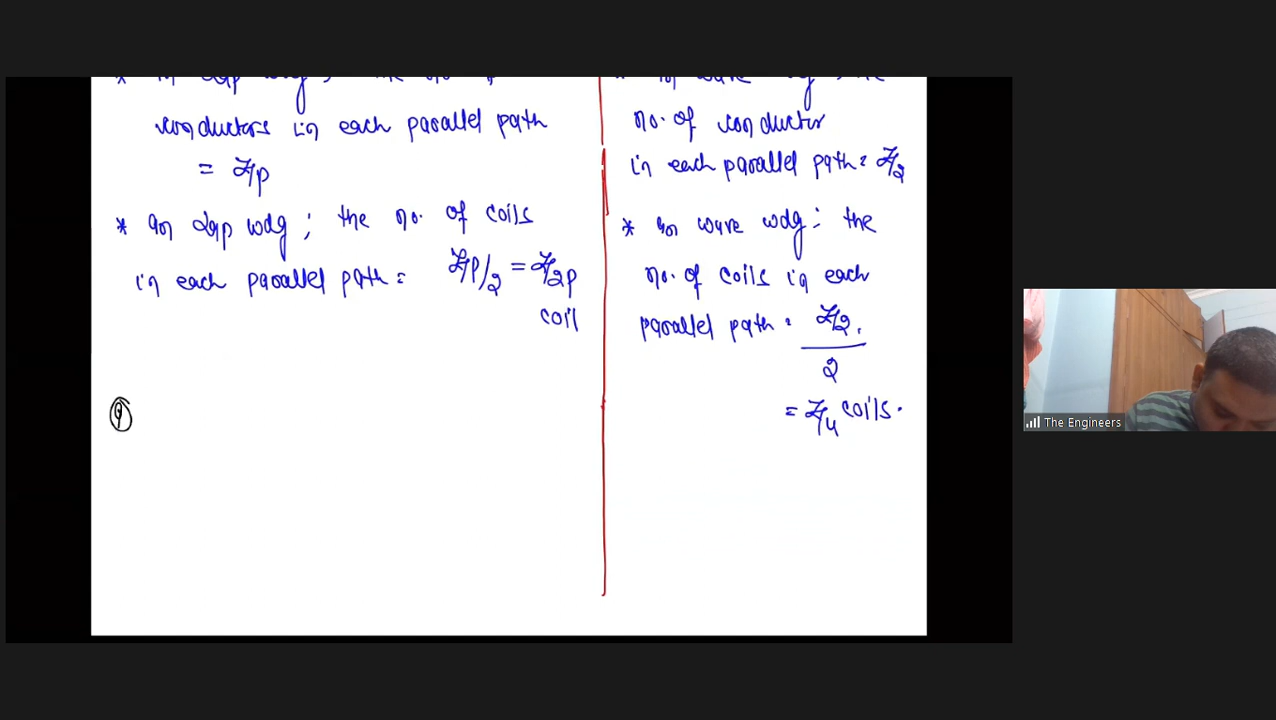 conductors in each parallel path
= Z/p
* In Lap wdg ; the no. of coils
in each parallel path = Z/p/2 = Z/2p
coil
9
no. of conductor
in each parallel path = Z/2
* In wave wdg : the
no. of coils in each
parallel path = Z/2
2
= Z/4 coils.
The Engineers